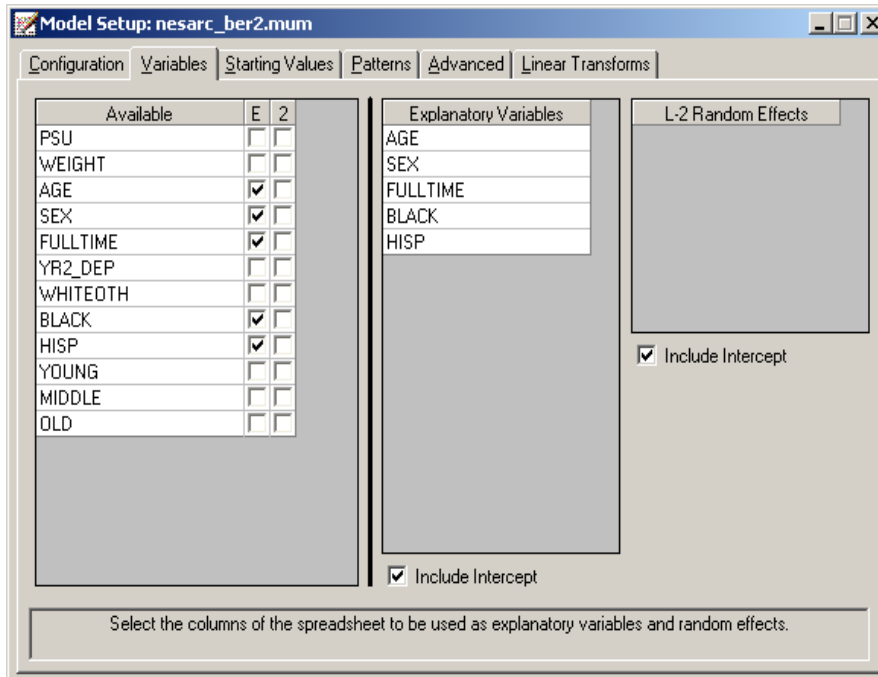 Model Setup: nesarc_ber2.mum
Configuration Variables Starting Values Patterns Advanced Linear Transforms
Available E 2
PSU
WEIGHT
AGE
SEX
FULLTIME
YR2_DEP
WHITEOTH
BLACK
HISP
YOUNG
MIDDLE
OLD
Explanatory Variables
AGE
SEX
FULLTIME
BLACK
HISP
Include Intercept
L-2 Random Effects
Include Intercept
Select the columns of the spreadsheet to be used as explanatory variables and random effects.